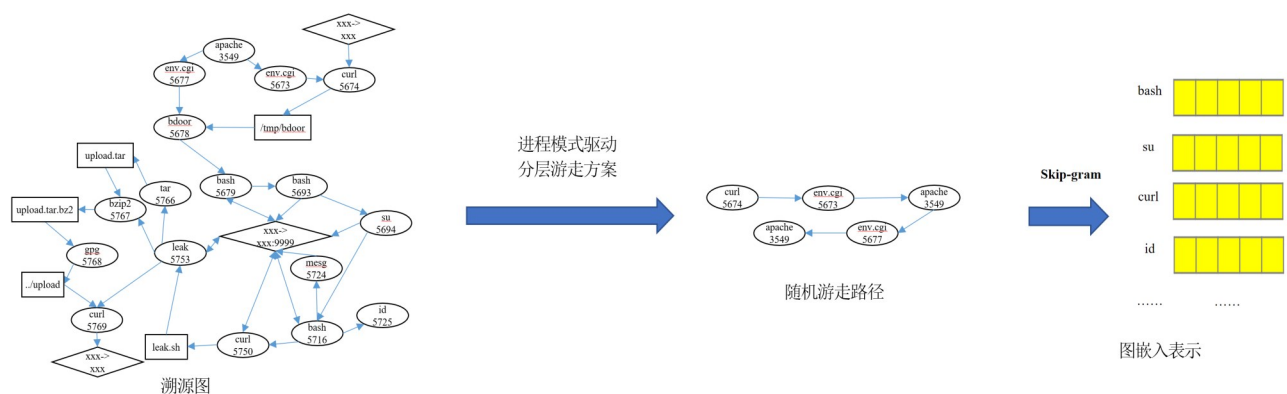 xxx->
xxx
apache
3549
env.cgi
5677
env.cgi
5673
curl
5674
bdoor
5678
/tmp/bdoor
upload.tar
tar
5766
bash
5679
bash
5693
upload.tar.bz2
bzip2
5767
su
5694
xxx->
xxx:9999
gpg
5768
leak
5753
mesg
5724
../upload
id
5725
curl
5769
leak.sh
curl
5750
bash
5716
xxx->
xxx
溯源图
进程模式驱动
分层游走方案
curl
5674
env.cgi
5673
apache
3549
apache
3549
env.cgi
5677
随机游走路径
Skip-gram
bash
su
curl
id
……
……
图嵌入表示